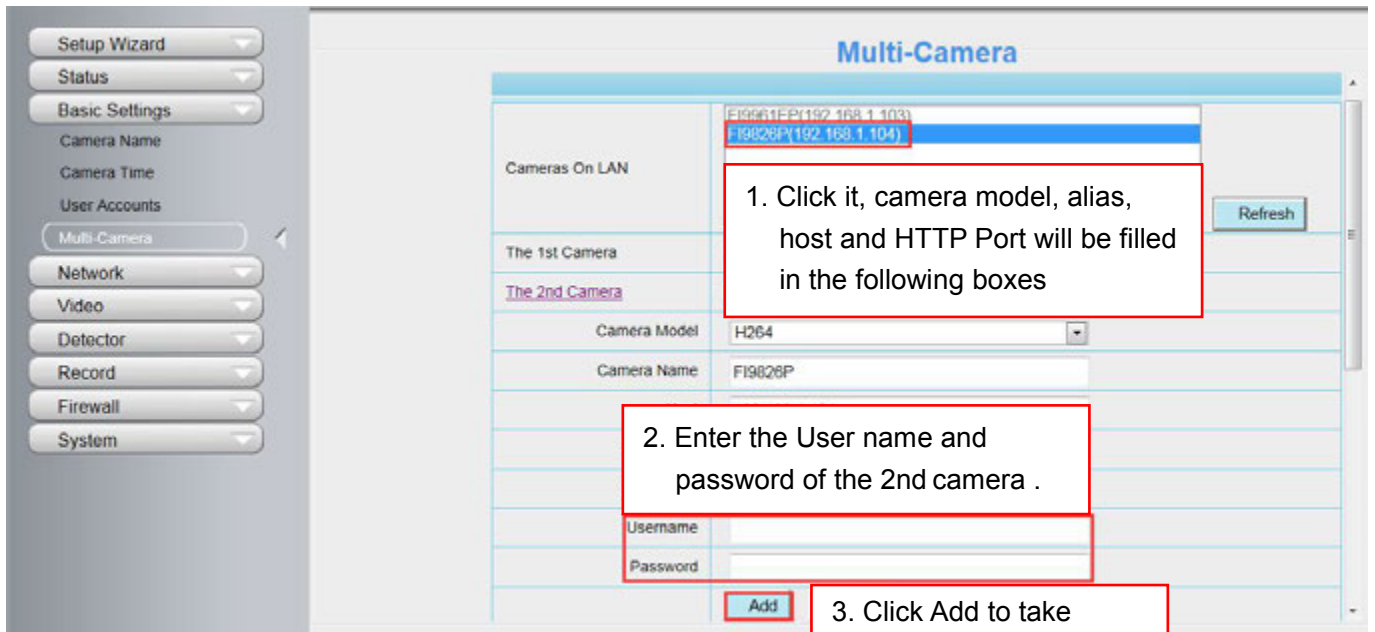 Multi-Camera
Setup Wizard
Status
Basic Settings
Camera Name
Camera Time
User Accounts
Multi-Camera
Network
Video
Detector
Record
Firewall
System
FI9961EP(192.168.1.103)
FI9826P(192.168.1.104)
Cameras On LAN
1. Click it, camera model, alias,
host and HTTP Port will be filled
in the following boxes
Refresh
The 1st Camera
The 2nd Camera
Camera Model
H264
Camera Name
FI9826P
2. Enter the User name and
password of the 2nd camera .
Username
Password
Add
3. Click Add to take